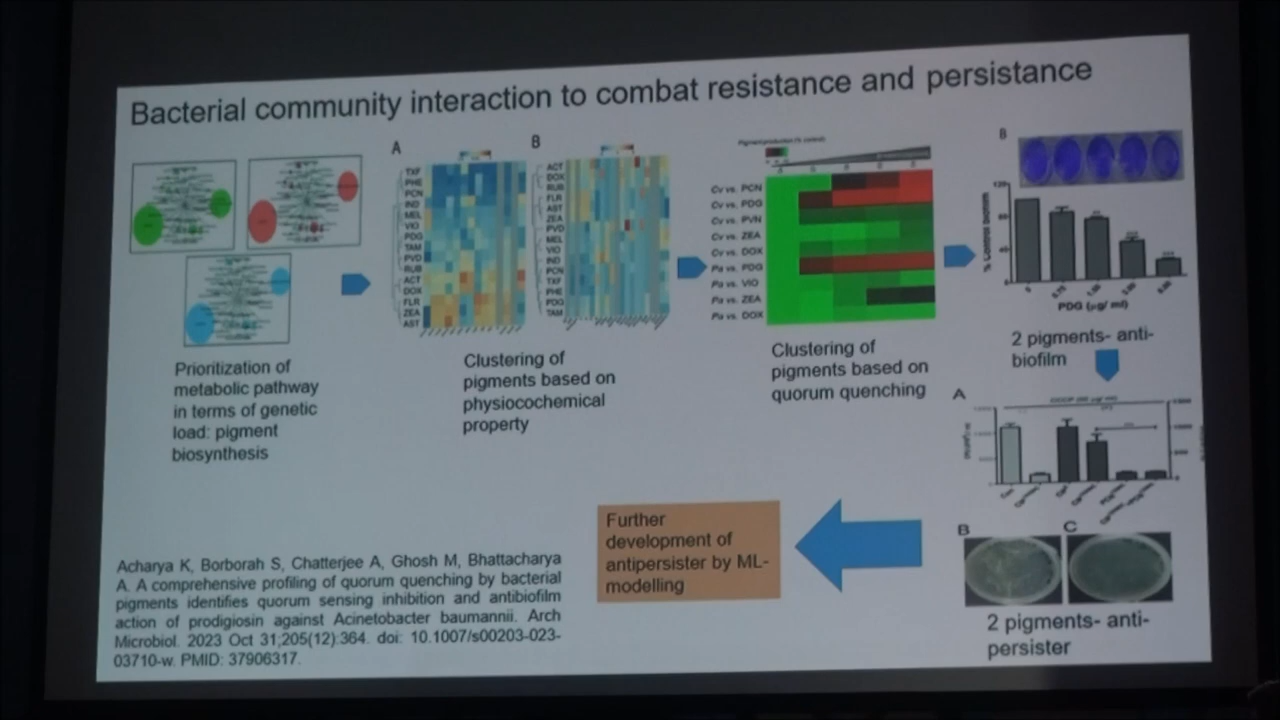 Bacterial community interaction to combat resistance and persistance
A
TXF
PHE
PCN
IND
MEL
VIO
PDG
TAM
PVD
RUB
ACT
DOX
FLR
ZEA
AST
B
ACT
DOX
RUB
FLR
AST
ZEA
PVD
MEL
VIO
IND
PCN
TXF
PHE
PDG
TAM
Cv vs. PCN
Cv vs. PDG
Cv vs. PVN
Cv vs. ZEA
Cv vs. DOX
Pa vs. PDG
Pa vs. VIO
Pa vs. ZEA
Pa vs. DOX
B
% Control biofilm
PDG (µg/ ml)
Prioritization of
metabolic pathway
in terms of genetic
load: pigment
biosynthesis
Clustering of
pigments based on
physiocochemical
property
Clustering of
pigments based on
quorum quenching
2 pigments- anti-
biofilm
A
B
C
2 pigments- anti-
persister
Further
development of
antipersister by ML-
modelling
Acharya K, Borborah S, Chatterjee A, Ghosh M, Bhattacharya
A. A comprehensive profiling of quorum quenching by bacterial
pigments identifies quorum sensing inhibition and antibiofilm
action of prodigiosin against Acinetobacter baumannii. Arch
Microbiol. 2023 Oct 31;205(12):364. doi: 10.1007/s00203-023-
03710-w. PMID: 37906317.